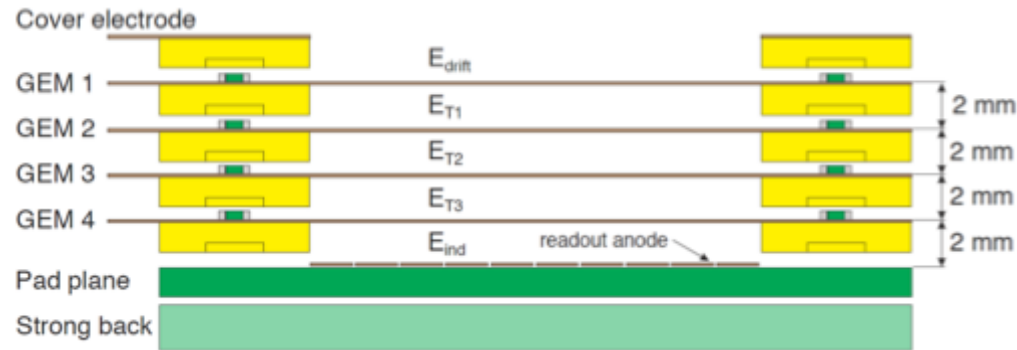 Cover electrode
E_drift
GEM 1
E_T1
2 mm
GEM 2
E_T2
2 mm
GEM 3
E_T3
2 mm
GEM 4
E_ind
readout anode
2 mm
Pad plane
Strong back